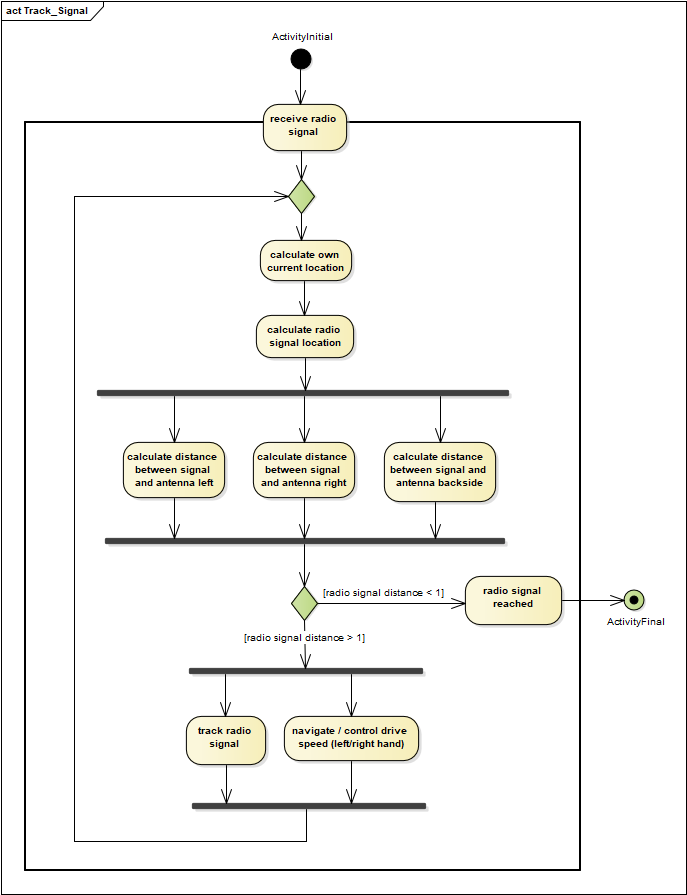 act Track_Signal
ActivityInitial
receive radio
signal
calculate own
current location
calculate radio
signal location
calculate distance
between signal
and antenna left
calculate distance
between signal
and antenna right
calculate distance
between signal and
antenna backside
[radio signal distance < 1]
radio signal
reached
ActivityFinal
[radio signal distance > 1]
track radio
signal
navigate / control drive
speed (left/right hand)